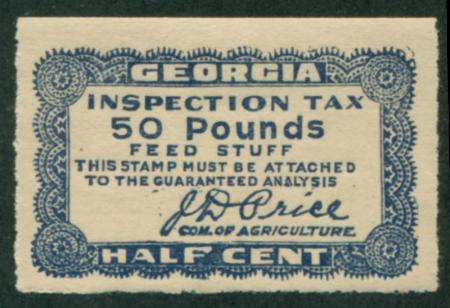 GEORGIA
INSPECTION TAX
50 Pounds
FEED STUFF
THIS STAMP MUST BE ATTACHED
TO THE GUARANTEED ANALYSIS
J D Price
COM. OF AGRICULTURE.
HALF CENT